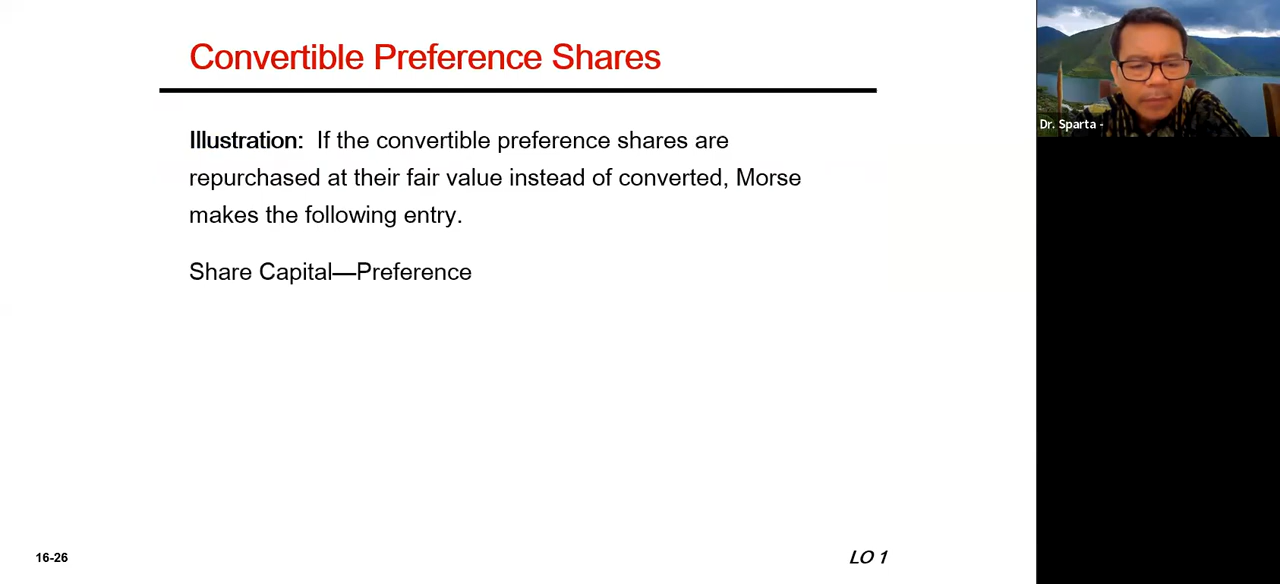 Convertible Preference Shares
Illustration: If the convertible preference shares are
repurchased at their fair value instead of converted, Morse
makes the following entry.
Share Capital—Preference
16-26
LO 1
Dr. Sparta -